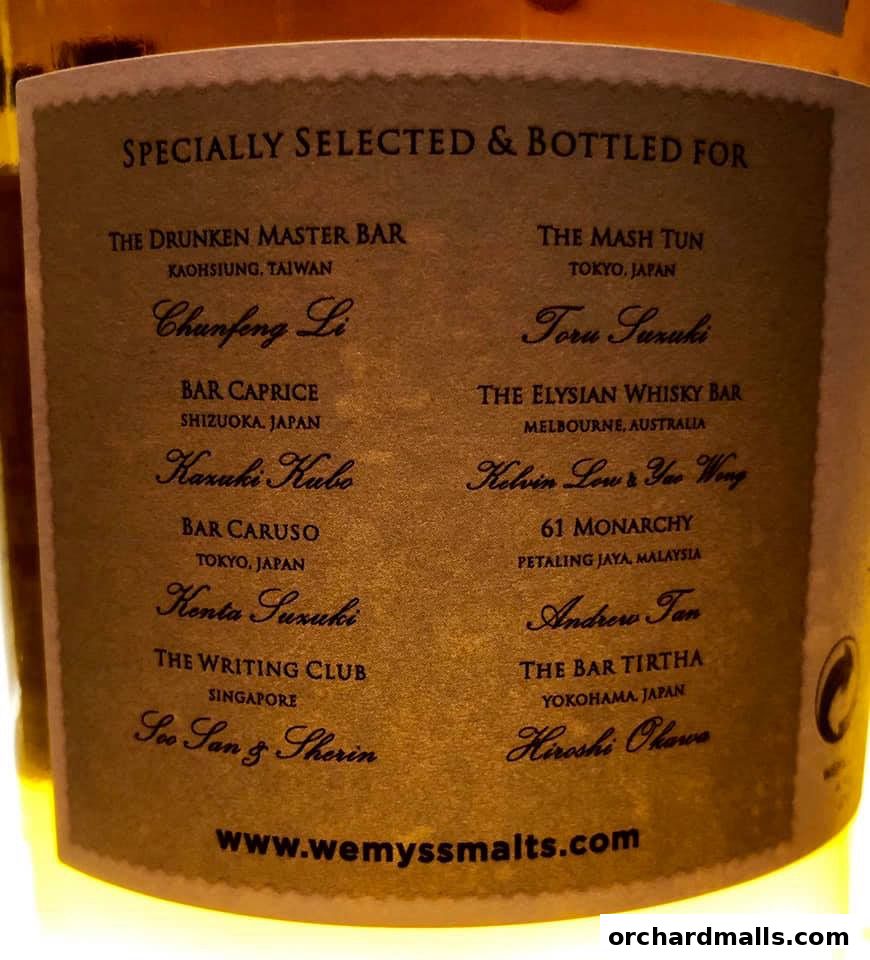 SPECIALLY SELECTED & BOTTLED FOR
THE DRUNKEN MASTER BAR
KAOHSIUNG, TAIWAN
Chunfeng Li
BAR CAPRICE
SHIZUOKA, JAPAN
Kazuki Kubo
BAR CARUSO
TOKYO, JAPAN
Kenta Suzuki
THE WRITING CLUB
SINGAPORE
Soo San & Sherin
THE MASH TUN
TOKYO, JAPAN
Toru Suzuki
THE ELYSIAN WHISKY BAR
MELBOURNE, AUSTRALIA
Kelvin Low & Yao Wong
61 MONARCHY
PETALING JAYA, MALAYSIA
Andrew Tan
THE BAR TIRTHA
YOKOHAMA, JAPAN
Hiroshi Okawa
www.wemyssmalts.com
orchardmalls.com